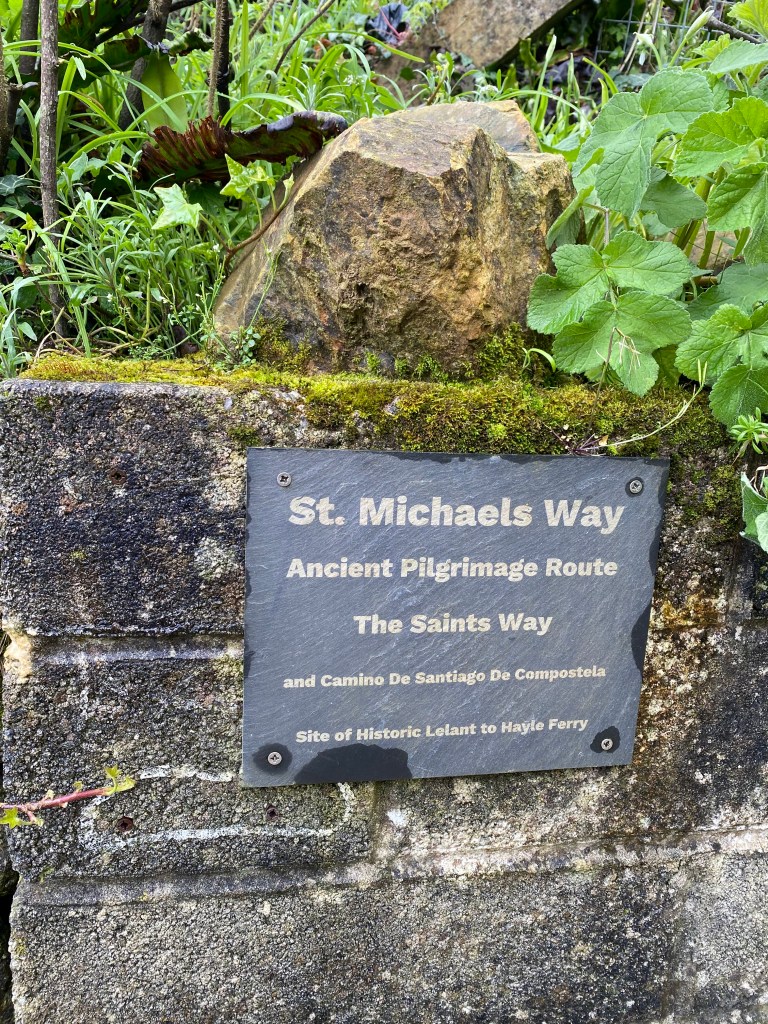 St. Michaels Way
Ancient Pilgrimage Route
The Saints Way
and Camino De Santiago De Compostela
Site of Historic Lelant to Hayle Ferry